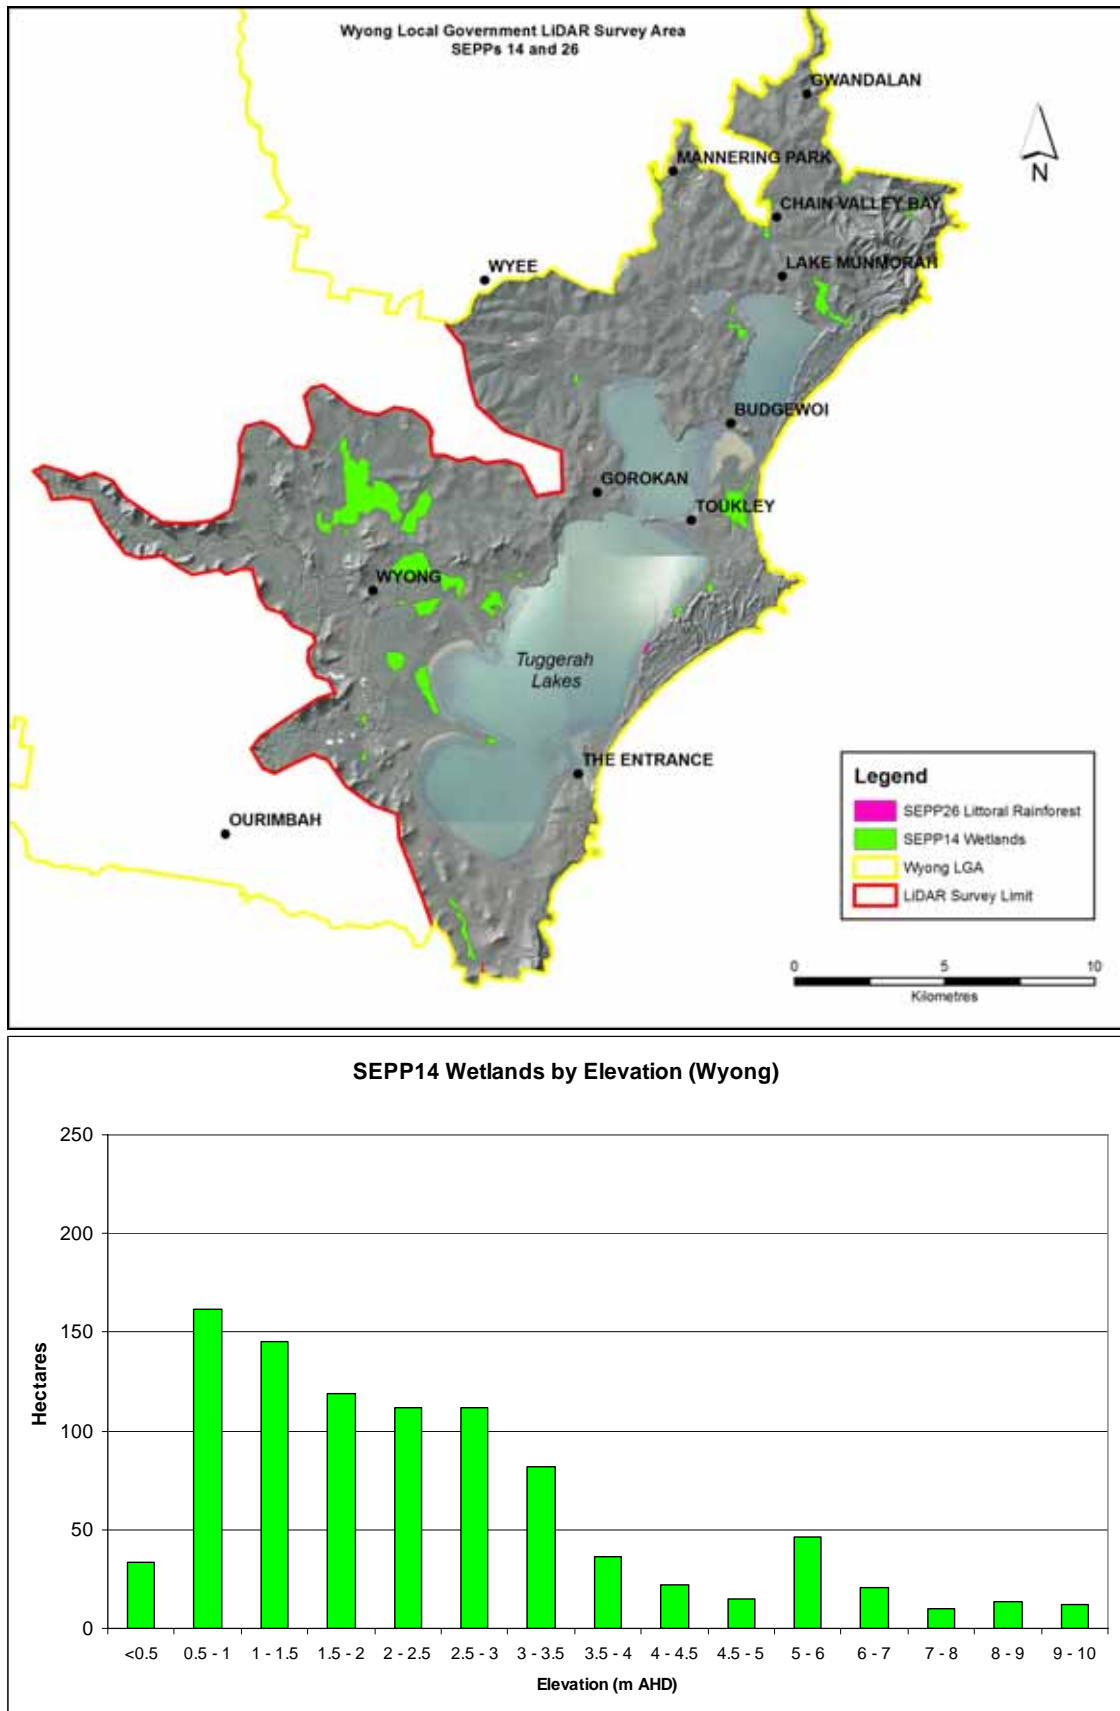 Wyong Local Government LiDAR Survey Area
SEPPs 14 and 26
GWANDALAN
N
MANNERING PARK
CHAIN VALLEY BAY
WYEE
LAKE MUNMORAH
BUDGEWOI
GOROKAN
TOUKLEY
WYONG
Tuggerah
Lakes
THE ENTRANCE
OURIMBAH
Legend
SEPP26 Littoral Rainforest
SEPP14 Wetlands
Wyong LGA
LiDAR Survey Limit
0 5 10
Kilometres
SEPP14 Wetlands by Elevation (Wyong)
250
200
150
100
50
0
Hectares
<0.5 0.5 - 1 1 - 1.5 1.5 - 2 2 - 2.5 2.5 - 3 3 - 3.5 3.5 - 4 4 - 4.5 4.5 - 5 5 - 6 6 - 7 7 - 8 8 - 9 9 - 10
Elevation (m AHD)